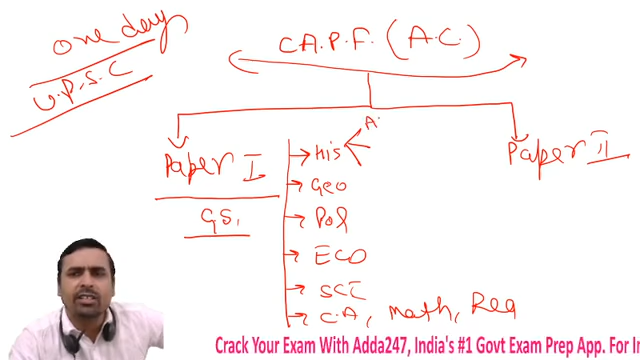 one day
U.P.S.C
C.A.P.F. (A.C.)
Paper I
GS,
His
A.
Geo
Pol
ECO
SCI
C.A, Math, Rea
Paper II
Crack Your Exam With Adda247, India's #1 Govt Exam Prep App. For In